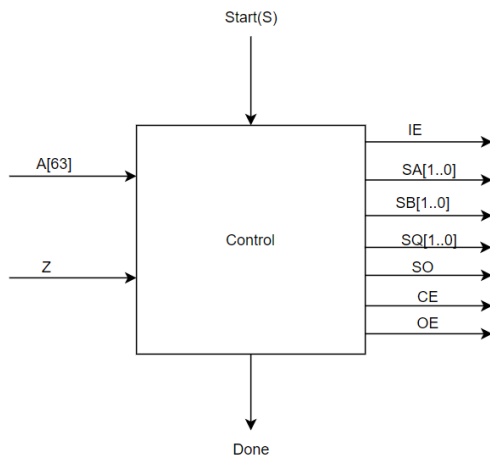 Start(S)
IE
A[63]
SA[1..0]
SB[1..0]
Control
SQ[1..0]
Z
SO
CE
OE
Done